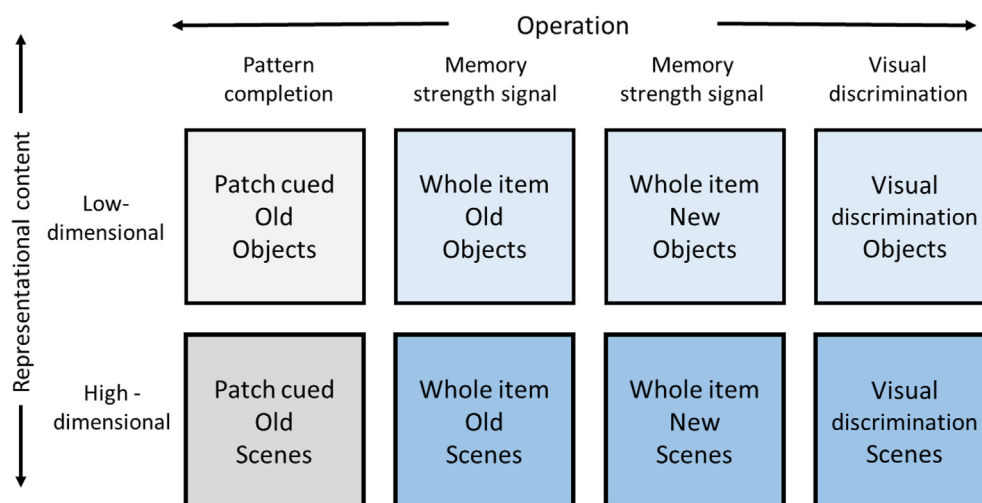 Operation
Pattern
completion
Memory
strength signal
Memory
strength signal
Visual
discrimination
Representational content
Low-
dimensional
Patch cued
Old
Objects
Whole item
Old
Objects
Whole item
New
Objects
Visual
discrimination
Objects
High -
dimensional
Patch cued
Old
Scenes
Whole item
Old
Scenes
Whole item
New
Scenes
Visual
discrimination
Scenes